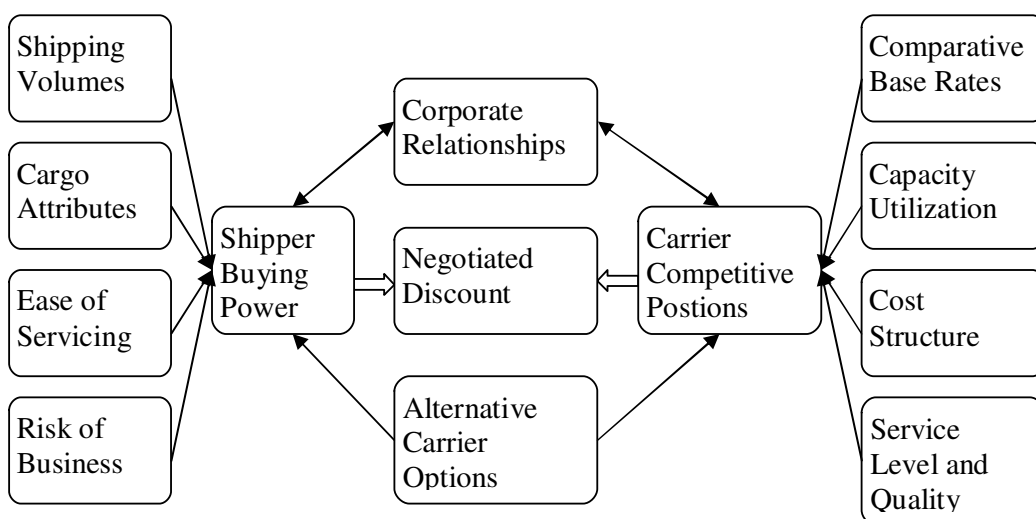 Shipping
Volumes
Cargo
Attributes
Ease of
Servicing
Risk of
Business
Shipper
Buying
Power
Corporate
Relationships
Negotiated
Discount
Alternative
Carrier
Options
Carrier
Competitive
Postions
Comparative
Base Rates
Capacity
Utilization
Cost
Structure
Service
Level and
Quality